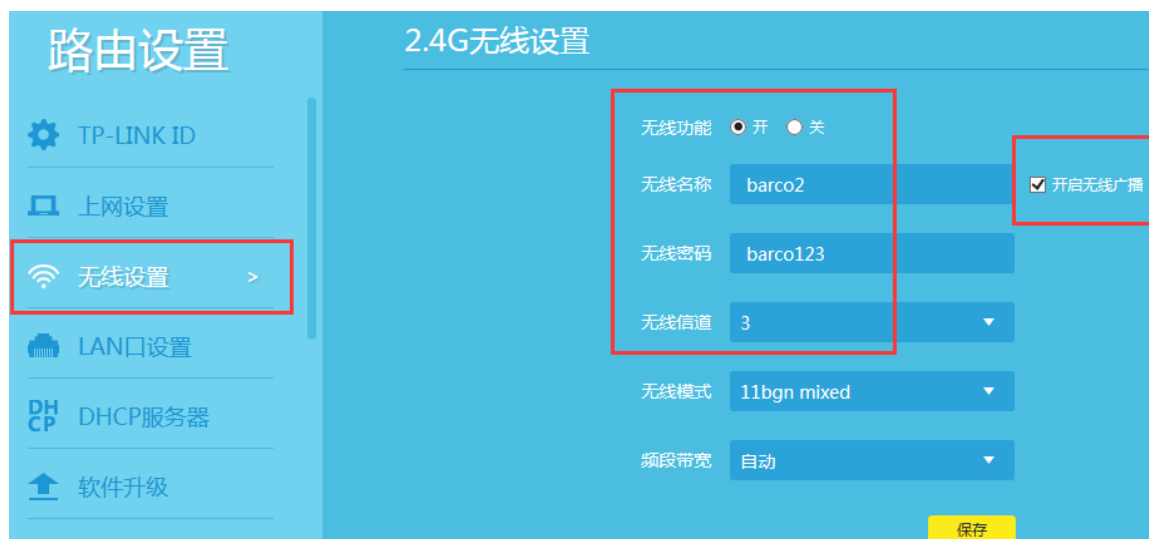 路由设置
TP-LINK ID
上网设置
无线设置 >
LAN口设置
DHCP DHCP服务器
软件升级
2.4G无线设置
无线功能 开 关
无线名称 barco2 开启无线广播
无线密码 barco123
无线信道 3
无线模式 11bgn mixed
频段带宽 自动
保存